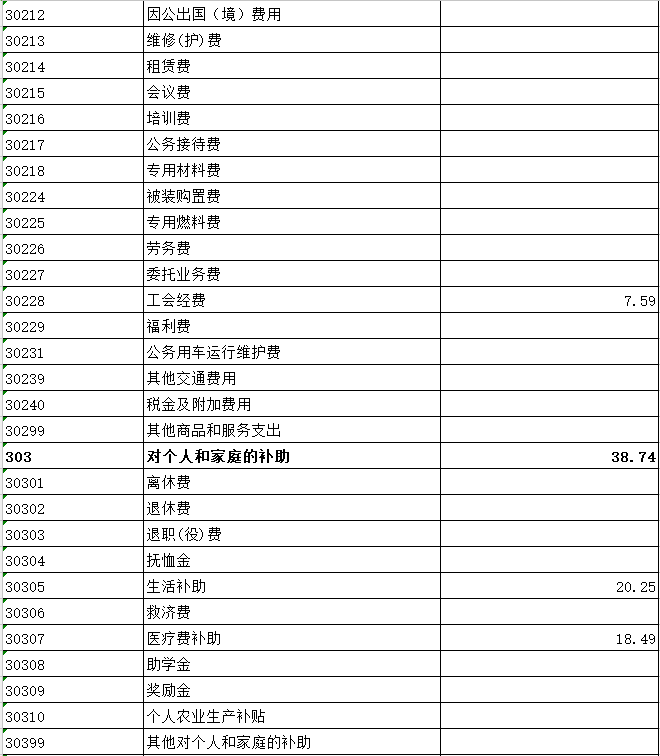 30212 因公出国（境）费用
30213 维修(护)费
30214 租赁费
30215 会议费
30216 培训费
30217 公务接待费
30218 专用材料费
30224 被装购置费
30225 专用燃料费
30226 劳务费
30227 委托业务费
30228 工会经费 7.59
30229 福利费
30231 公务用车运行维护费
30239 其他交通费用
30240 税金及附加费用
30299 其他商品和服务支出
303 对个人和家庭的补助 38.74
30301 离休费
30302 退休费
30303 退职(役)费
30304 抚恤金
30305 生活补助 20.25
30306 救济费
30307 医疗费补助 18.49
30308 助学金
30309 奖励金
30310 个人农业生产补贴
30399 其他对个人和家庭的补助